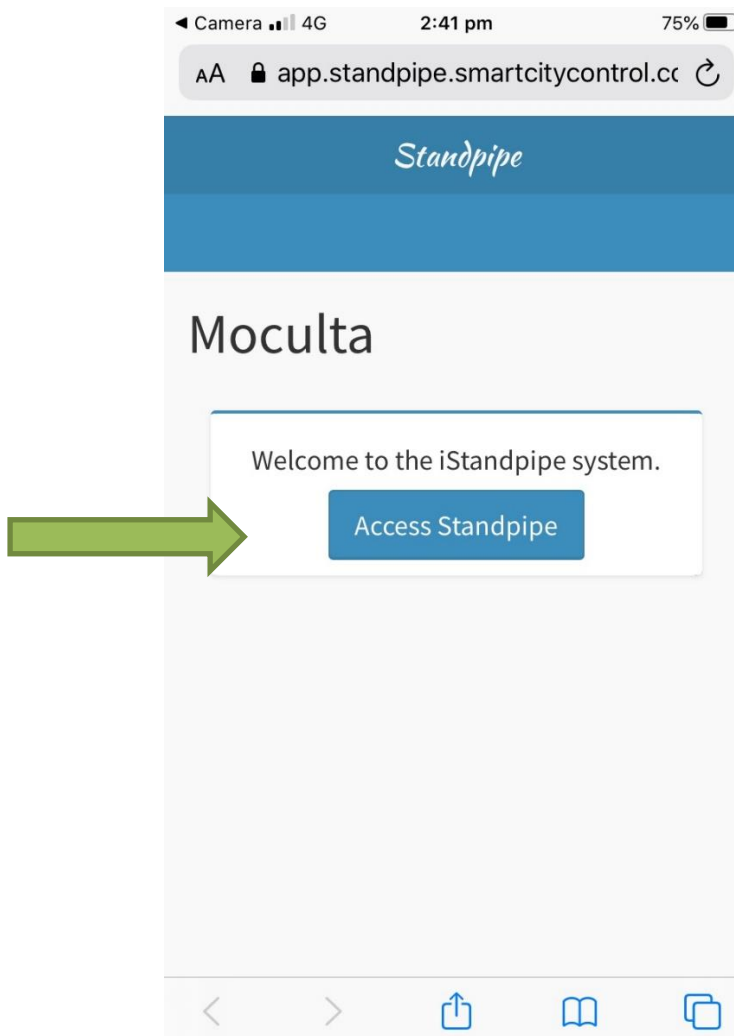 ◀ Camera 4G 2:41 pm 75%
AA app.standpipe.smartcitycontrol.cc
Standpipe
Moculta
Welcome to the iStandpipe system.
Access Standpipe